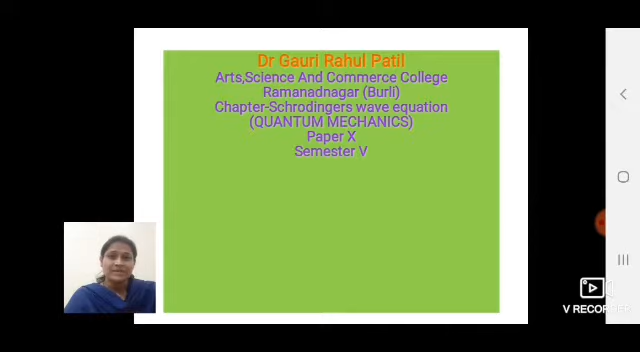 Dr Gauri Rahul Patil
Arts,Science And Commerce College
Ramanadnagar (Burli)
Chapter-Schrodingers wave equation
(QUANTUM MECHANICS)
Paper X
Semester V
V RECORDER